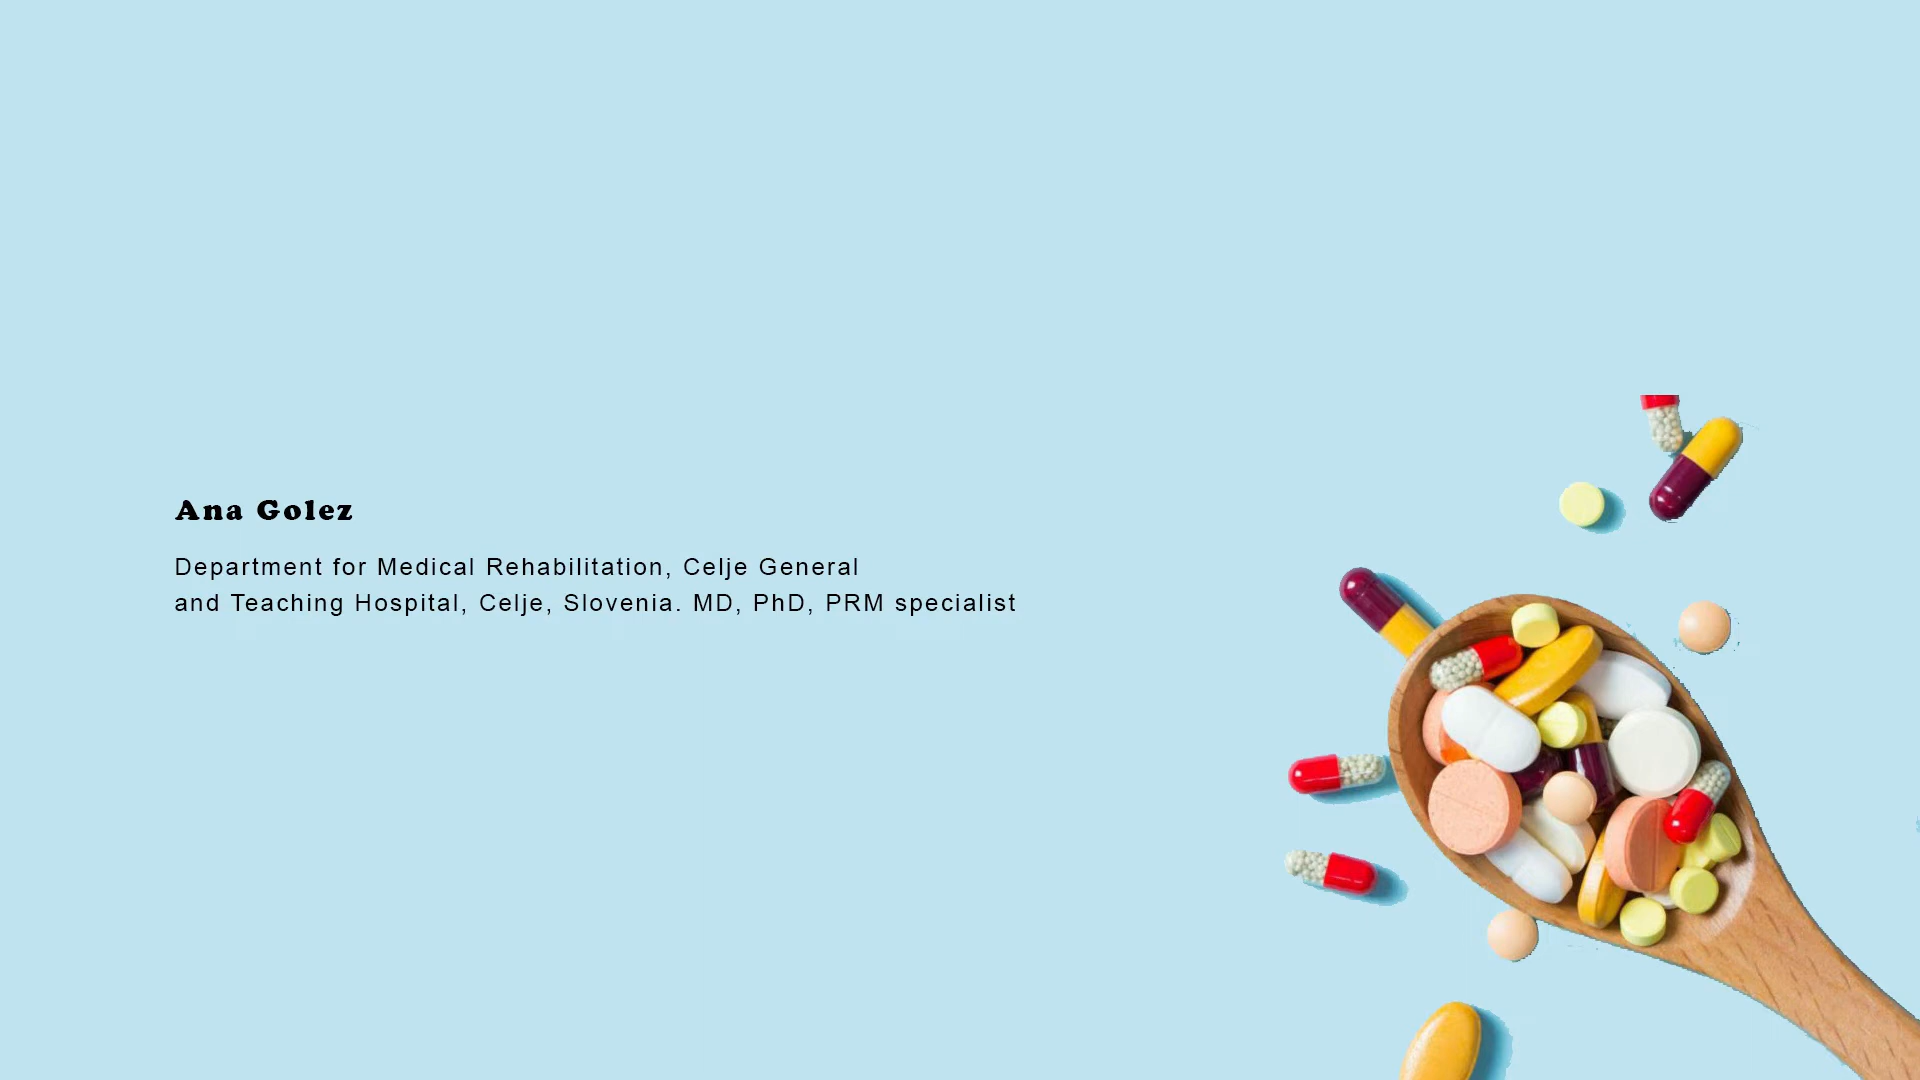 Ana Golez
Department for Medical Rehabilitation, Celje General
and Teaching Hospital, Celje, Slovenia. MD, PhD, PRM specialist